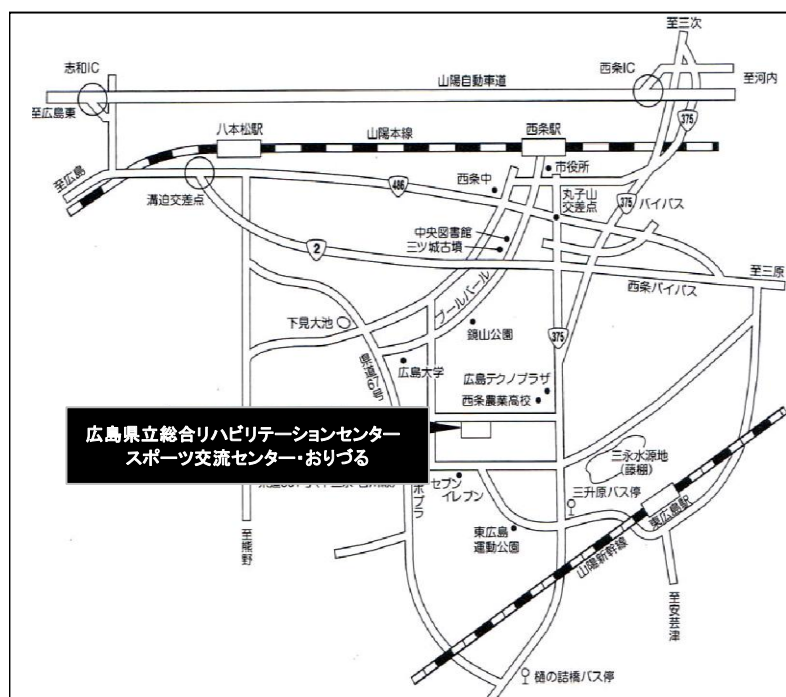 至三次
志和IC
山陽自動車道
西条IC
至河内
至広島東
八本松駅
山陽本線
西条駅
375
市役所
至広島
溝迫交差点
486
西条中
丸子山
交差点
375
バイパス
中央図書館
三ツ城古墳
2
至三原
西条バイパス
ブールバール
下見大池
鏡山公園
375
広島大学
広島テクノプラザ
西条農業高校
広島県立総合リハビリテーションセンター
スポーツ交流センター・おりづる
三永水源地
(藤棚)
セブン
イレブン
ポプラ
三升原バス停
東広島駅
東広島
運動公園
至熊野
山陽新幹線
至安芸津
樋の詰橋バス停